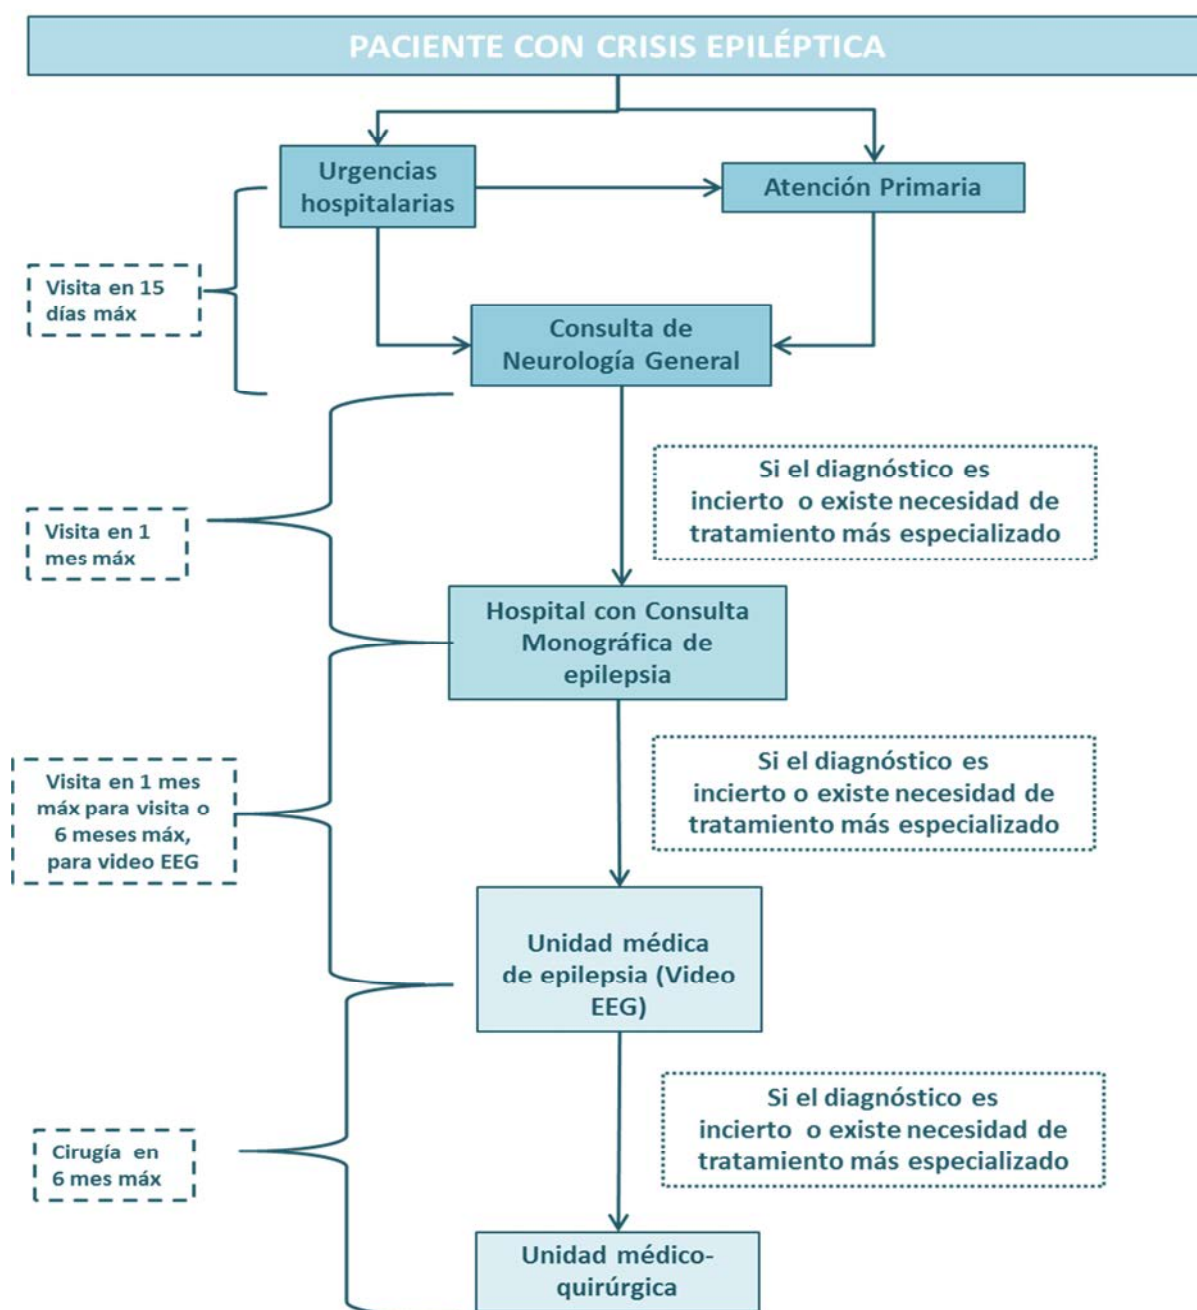 PACIENTE CON CRISIS EPILÉPTICA
Urgencias
hospitalarias
Atención Primaria
Visita en 15
días máx
Consulta de
Neurología General
Si el diagnóstico es
incierto o existe necesidad de
tratamiento más especializado
Visita en 1
mes máx
Hospital con Consulta
Monográfica de
epilepsia
Si el diagnóstico es
incierto o existe necesidad de
tratamiento más especializado
Visita en 1 mes
máx para visita o
6 meses máx,
para video EEG
Unidad médica
de epilepsia (Video
EEG)
Si el diagnóstico es
incierto o existe necesidad de
tratamiento más especializado
Cirugía en
6 mes máx
Unidad médico-
quirúrgica